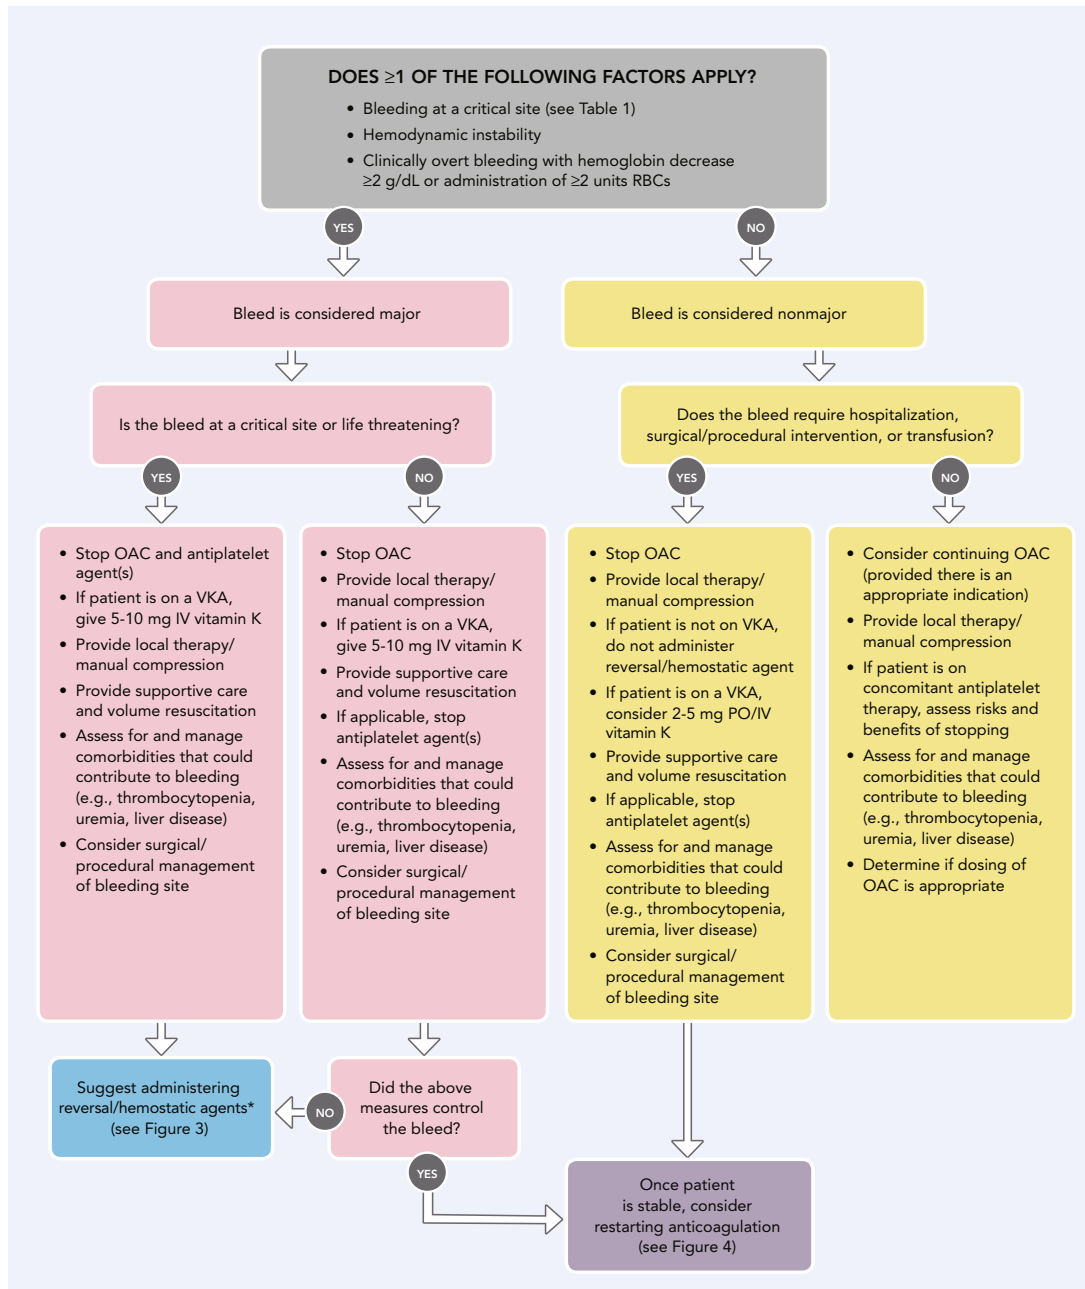 DOES ≥1 OF THE FOLLOWING FACTORS APPLY?
• Bleeding at a critical site (see Table 1)
• Hemodynamic instability
• Clinically overt bleeding with hemoglobin decrease
≥2 g/dL or administration of ≥2 units RBCs
YES
NO
Bleed is considered major
Bleed is considered nonmajor
Is the bleed at a critical site or life threatening?
Does the bleed require hospitalization,
surgical/procedural intervention, or transfusion?
YES
NO
YES
NO
• Stop OAC and antiplatelet
agent(s)
• If patient is on a VKA,
give 5-10 mg IV vitamin K
• Provide local therapy/
manual compression
• Provide supportive care
and volume resuscitation
• Assess for and manage
comorbidities that could
contribute to bleeding
(e.g., thrombocytopenia,
uremia, liver disease)
• Consider surgical/
procedural management
of bleeding site
• Stop OAC
• Provide local therapy/
manual compression
• If patient is on a VKA,
give 5-10 mg IV vitamin K
• Provide supportive care
and volume resuscitation
• If applicable, stop
antiplatelet agent(s)
• Assess for and manage
comorbidities that could
contribute to bleeding
(e.g., thrombocytopenia,
uremia, liver disease)
• Consider surgical/
procedural management
of bleeding site
• Stop OAC
• Provide local therapy/
manual compression
• If patient is not on VKA,
do not administer
reversal/hemostatic agent
• If patient is on a VKA,
consider 2-5 mg PO/IV
vitamin K
• Provide supportive care
and volume resuscitation
• If applicable, stop
antiplatelet agent(s)
• Assess for and manage
comorbidities that could
contribute to bleeding
(e.g., thrombocytopenia,
uremia, liver disease)
• Consider surgical/
procedural management
of bleeding site
• Consider continuing OAC
(provided there is an
appropriate indication)
• Provide local therapy/
manual compression
• If patient is on
concomitant antiplatelet
therapy, assess risks and
benefits of stopping
• Assess for and manage
comorbidities that could
contribute to bleeding
(e.g., thrombocytopenia,
uremia, liver disease)
• Determine if dosing of
OAC is appropriate
Suggest administering
reversal/hemostatic agents*
(see Figure 3)
NO
Did the above
measures control
the bleed?
YES
Once patient
is stable, consider
restarting anticoagulation
(see Figure 4)